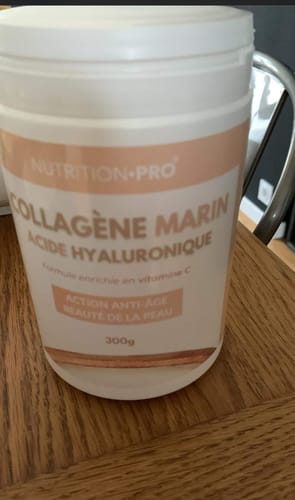 NUTRITION•PRO®
COLLAGÈNE MARIN
ACIDE HYALURONIQUE
Formule enrichie en vitamine C
ACTION ANTI-ÂGE
BEAUTÉ DE LA PEAU
300g